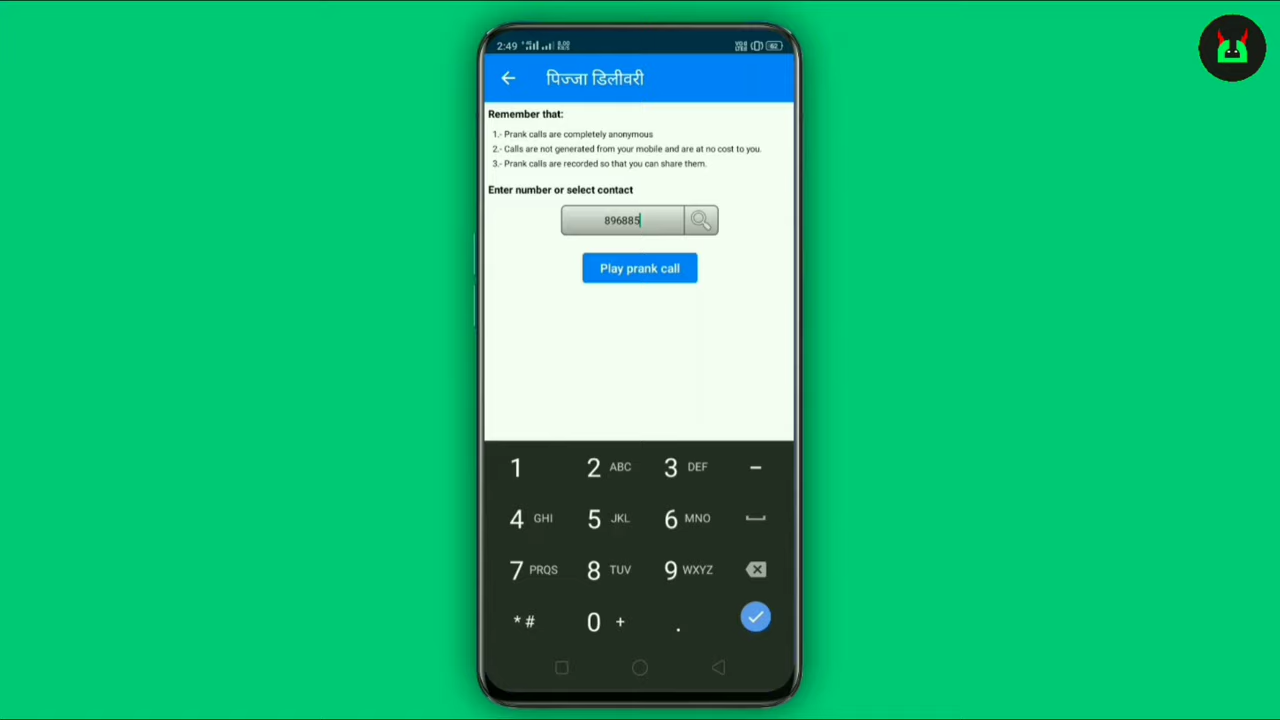 2:49
पिज्जा डिलीवरी
Remember that:
1.- Prank calls are completely anonymous
2.- Calls are not generated from your mobile and are at no cost to you.
3.- Prank calls are recorded so that you can share them.
Enter number or select contact
896885
Play prank call
1 2 ABC 3 DEF -
4 GHI 5 JKL 6 MNO
7 PRQS 8 TUV 9 WXYZ
* # 0 + .